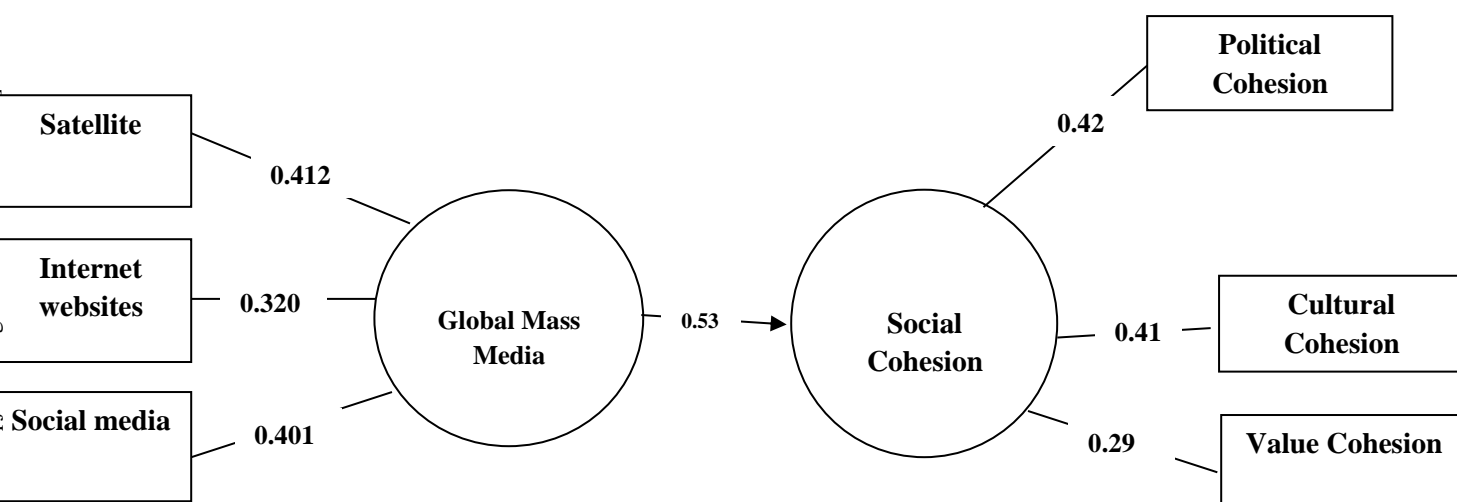 Political
Cohesion
Satellite
0.42
0.412
Internet
websites
0.320
Global Mass
Media
0.53
Social
Cohesion
0.41
Cultural
Cohesion
Social media
0.401
0.29
Value Cohesion